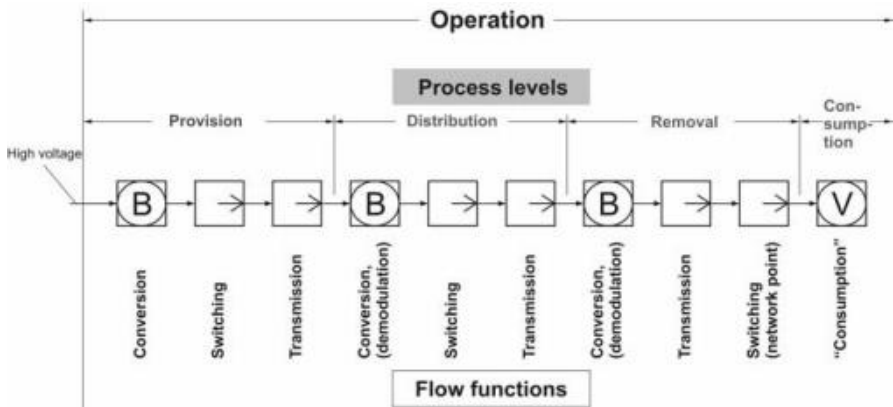 Operation
Process levels
Provision
Distribution
Removal
Con-
sump-
tion
High voltage
B
B
B
V
Conversion
Switching
Transmission
Conversion,
(demodulation)
Switching
Transmission
Conversion,
(demodulation)
Transmission
Switching
(network point)
“Consumption”
Flow functions